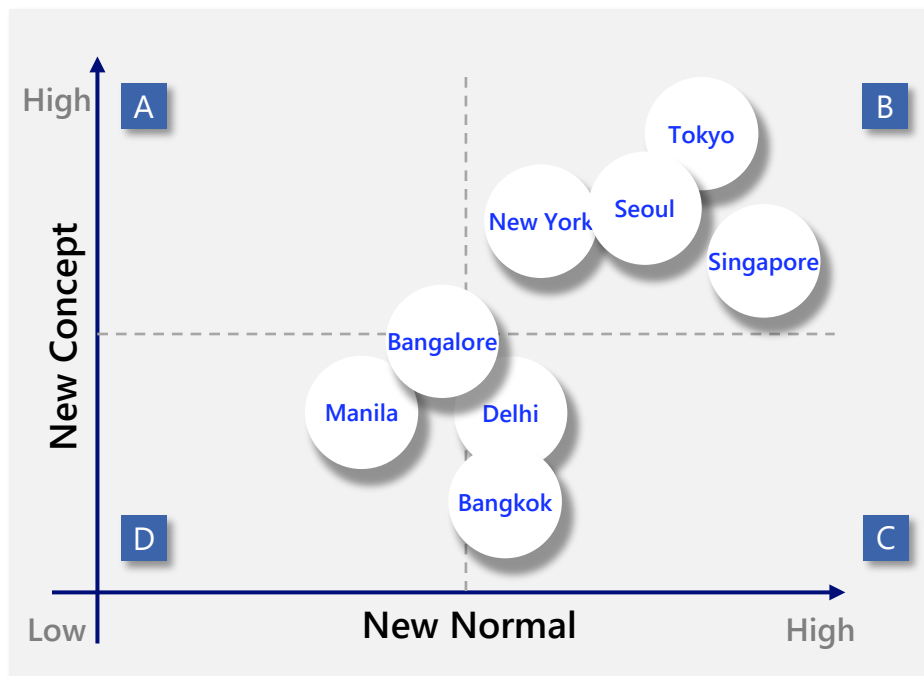 High
A
B
Tokyo
New York
Seoul
Singapore
New Concept
Bangalore
Manila
Delhi
Bangkok
D
C
Low
New Normal
High